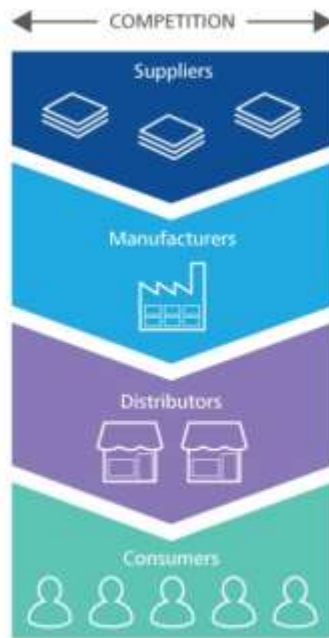 COMPETITION
Suppliers
Manufacturers
Distributors
Consumers